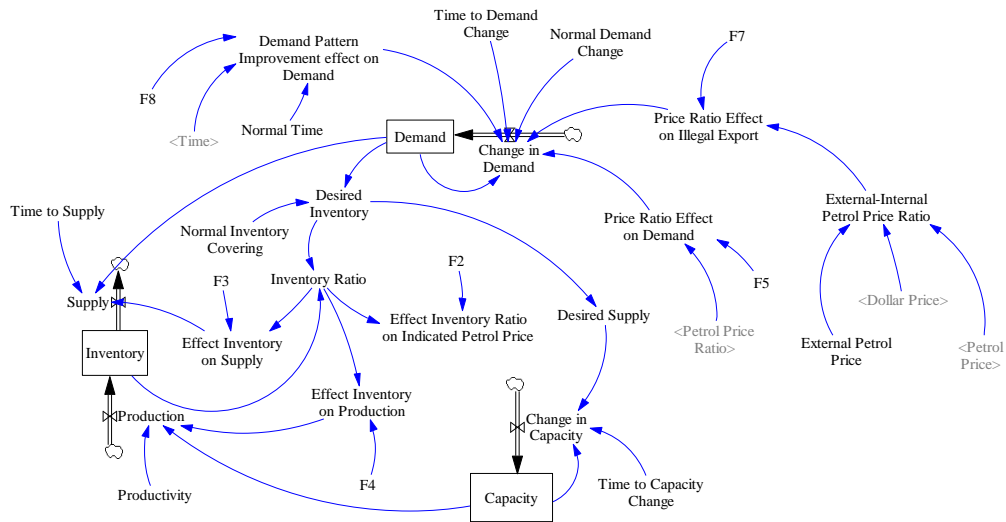 Time to Demand
Change
Normal Demand
Change
F7
Demand Pattern
Improvement effect on
Demand
F8
Normal Time
<Time>
Demand
Change in
Demand
Price Ratio Effect
on Illegal Export
Desired
Inventory
External-Internal
Petrol Price Ratio
Time to Supply
Normal Inventory
Covering
Price Ratio Effect
on Demand
F3
Inventory Ratio
F2
F5
Supply
Desired Supply
<Dollar Price>
Effect Inventory Ratio
on Indicated Petrol Price
<Petrol Price
Ratio>
External Petrol
Price
<Petrol
Price>
Inventory
Effect Inventory
on Supply
Effect Inventory
on Production
Production
Change in
Capacity
Productivity
F4
Capacity
Time to Capacity
Change